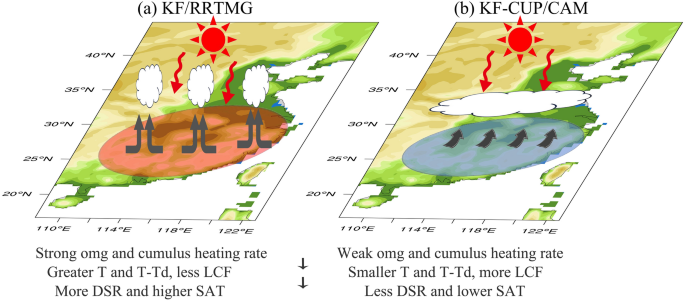 (a) KF/RRTMG
(b) KF-CUP/CAM
40°N
35°N
30°N
25°N
20°N
110°E
114°E
118°E
122°E
40°N
35°N
30°N
25°N
20°N
110°E
114°E
118°E
122°E
Strong omg and cumulus heating rate
Greater T and T-Td, less LCF
More DSR and higher SAT
Weak omg and cumulus heating rate
Smaller T and T-Td, more LCF
Less DSR and lower SAT